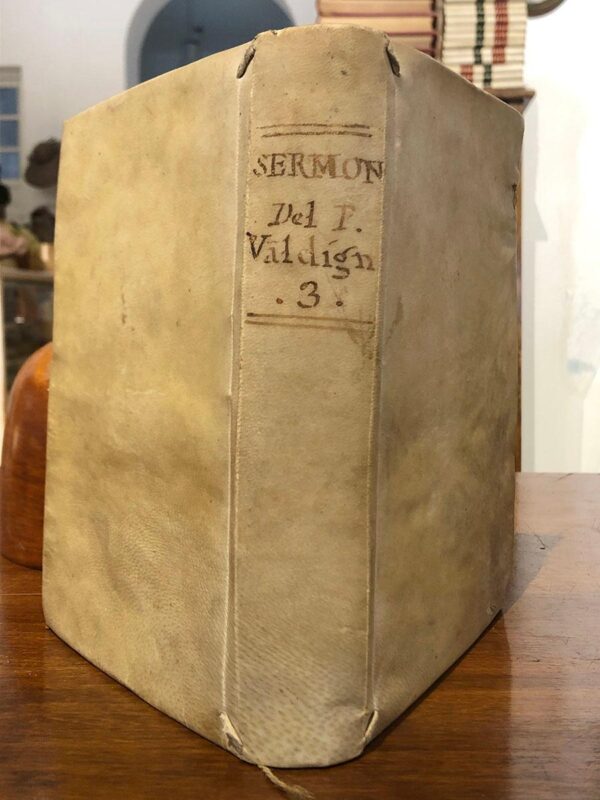 SERMON
Del P.
Valdign
. 3 .